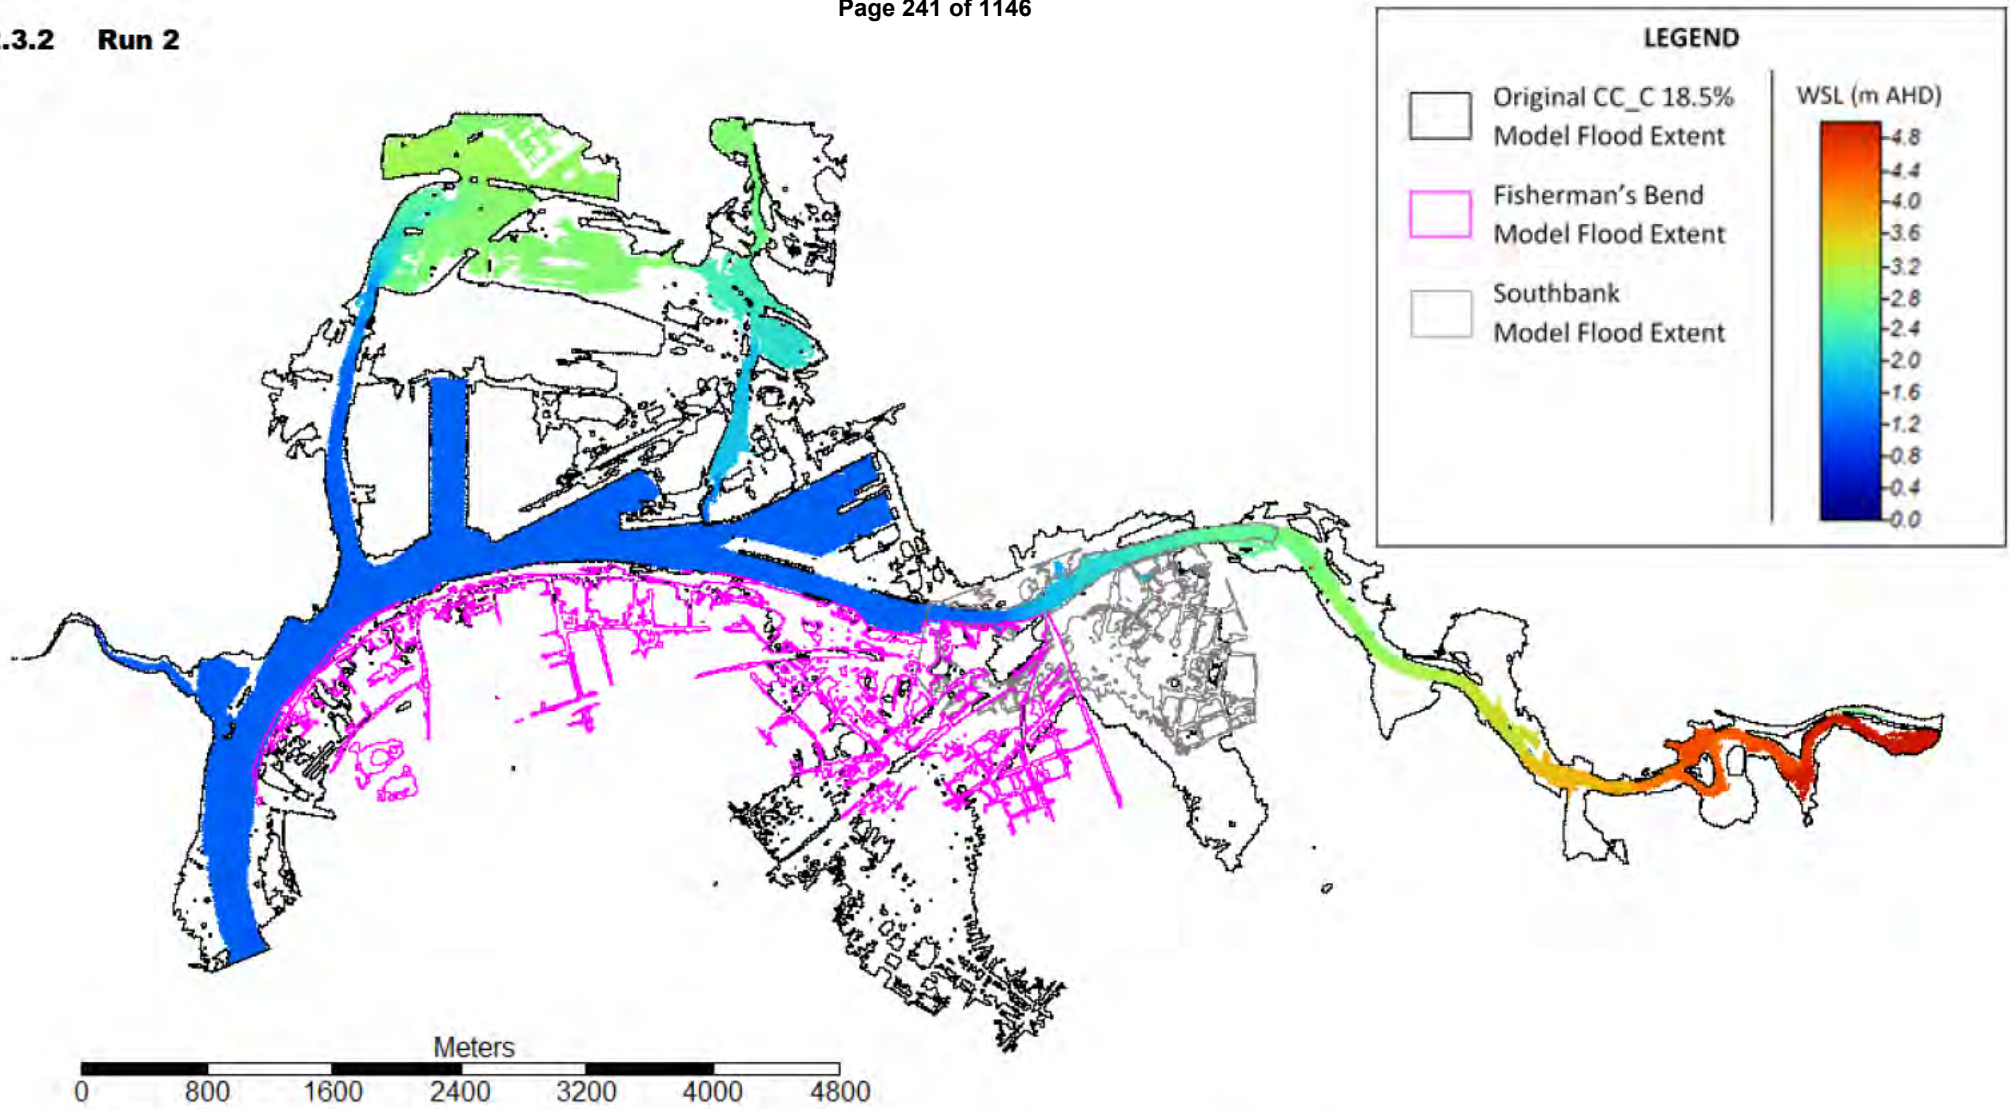 Page 241 of 1146
.3.2 Run 2
LEGEND
Original CC_C 18.5%
Model Flood Extent
Fisherman's Bend
Model Flood Extent
Southbank
Model Flood Extent
WSL (m AHD)
4.8
4.4
4.0
3.6
3.2
2.8
2.4
2.0
1.6
1.2
0.8
0.4
0.0
Meters
0 800 1600 2400 3200 4000 4800